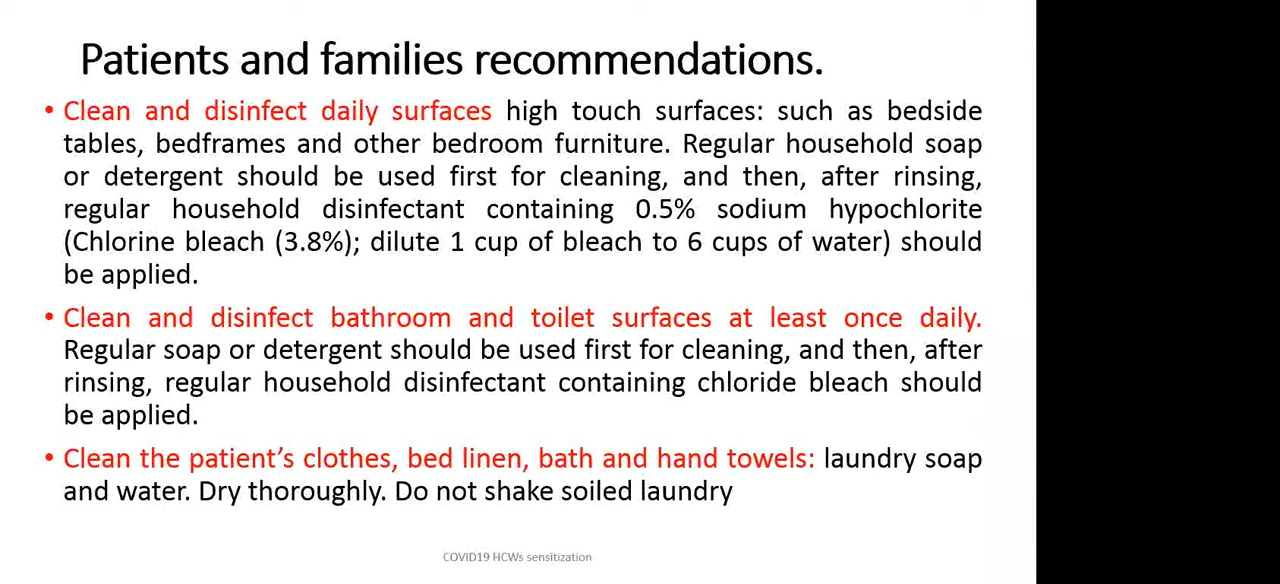 Patients and families recommendations.
• Clean and disinfect daily surfaces high touch surfaces: such as bedside
tables, bedframes and other bedroom furniture. Regular household soap
or detergent should be used first for cleaning, and then, after rinsing,
regular household disinfectant containing 0.5% sodium hypochlorite
(Chlorine bleach (3.8%); dilute 1 cup of bleach to 6 cups of water) should
be applied.
• Clean and disinfect bathroom and toilet surfaces at least once daily.
Regular soap or detergent should be used first for cleaning, and then, after
rinsing, regular household disinfectant containing chloride bleach should
be applied.
• Clean the patient’s clothes, bed linen, bath and hand towels: laundry soap
and water. Dry thoroughly. Do not shake soiled laundry
COVID19 HCWs sensitization